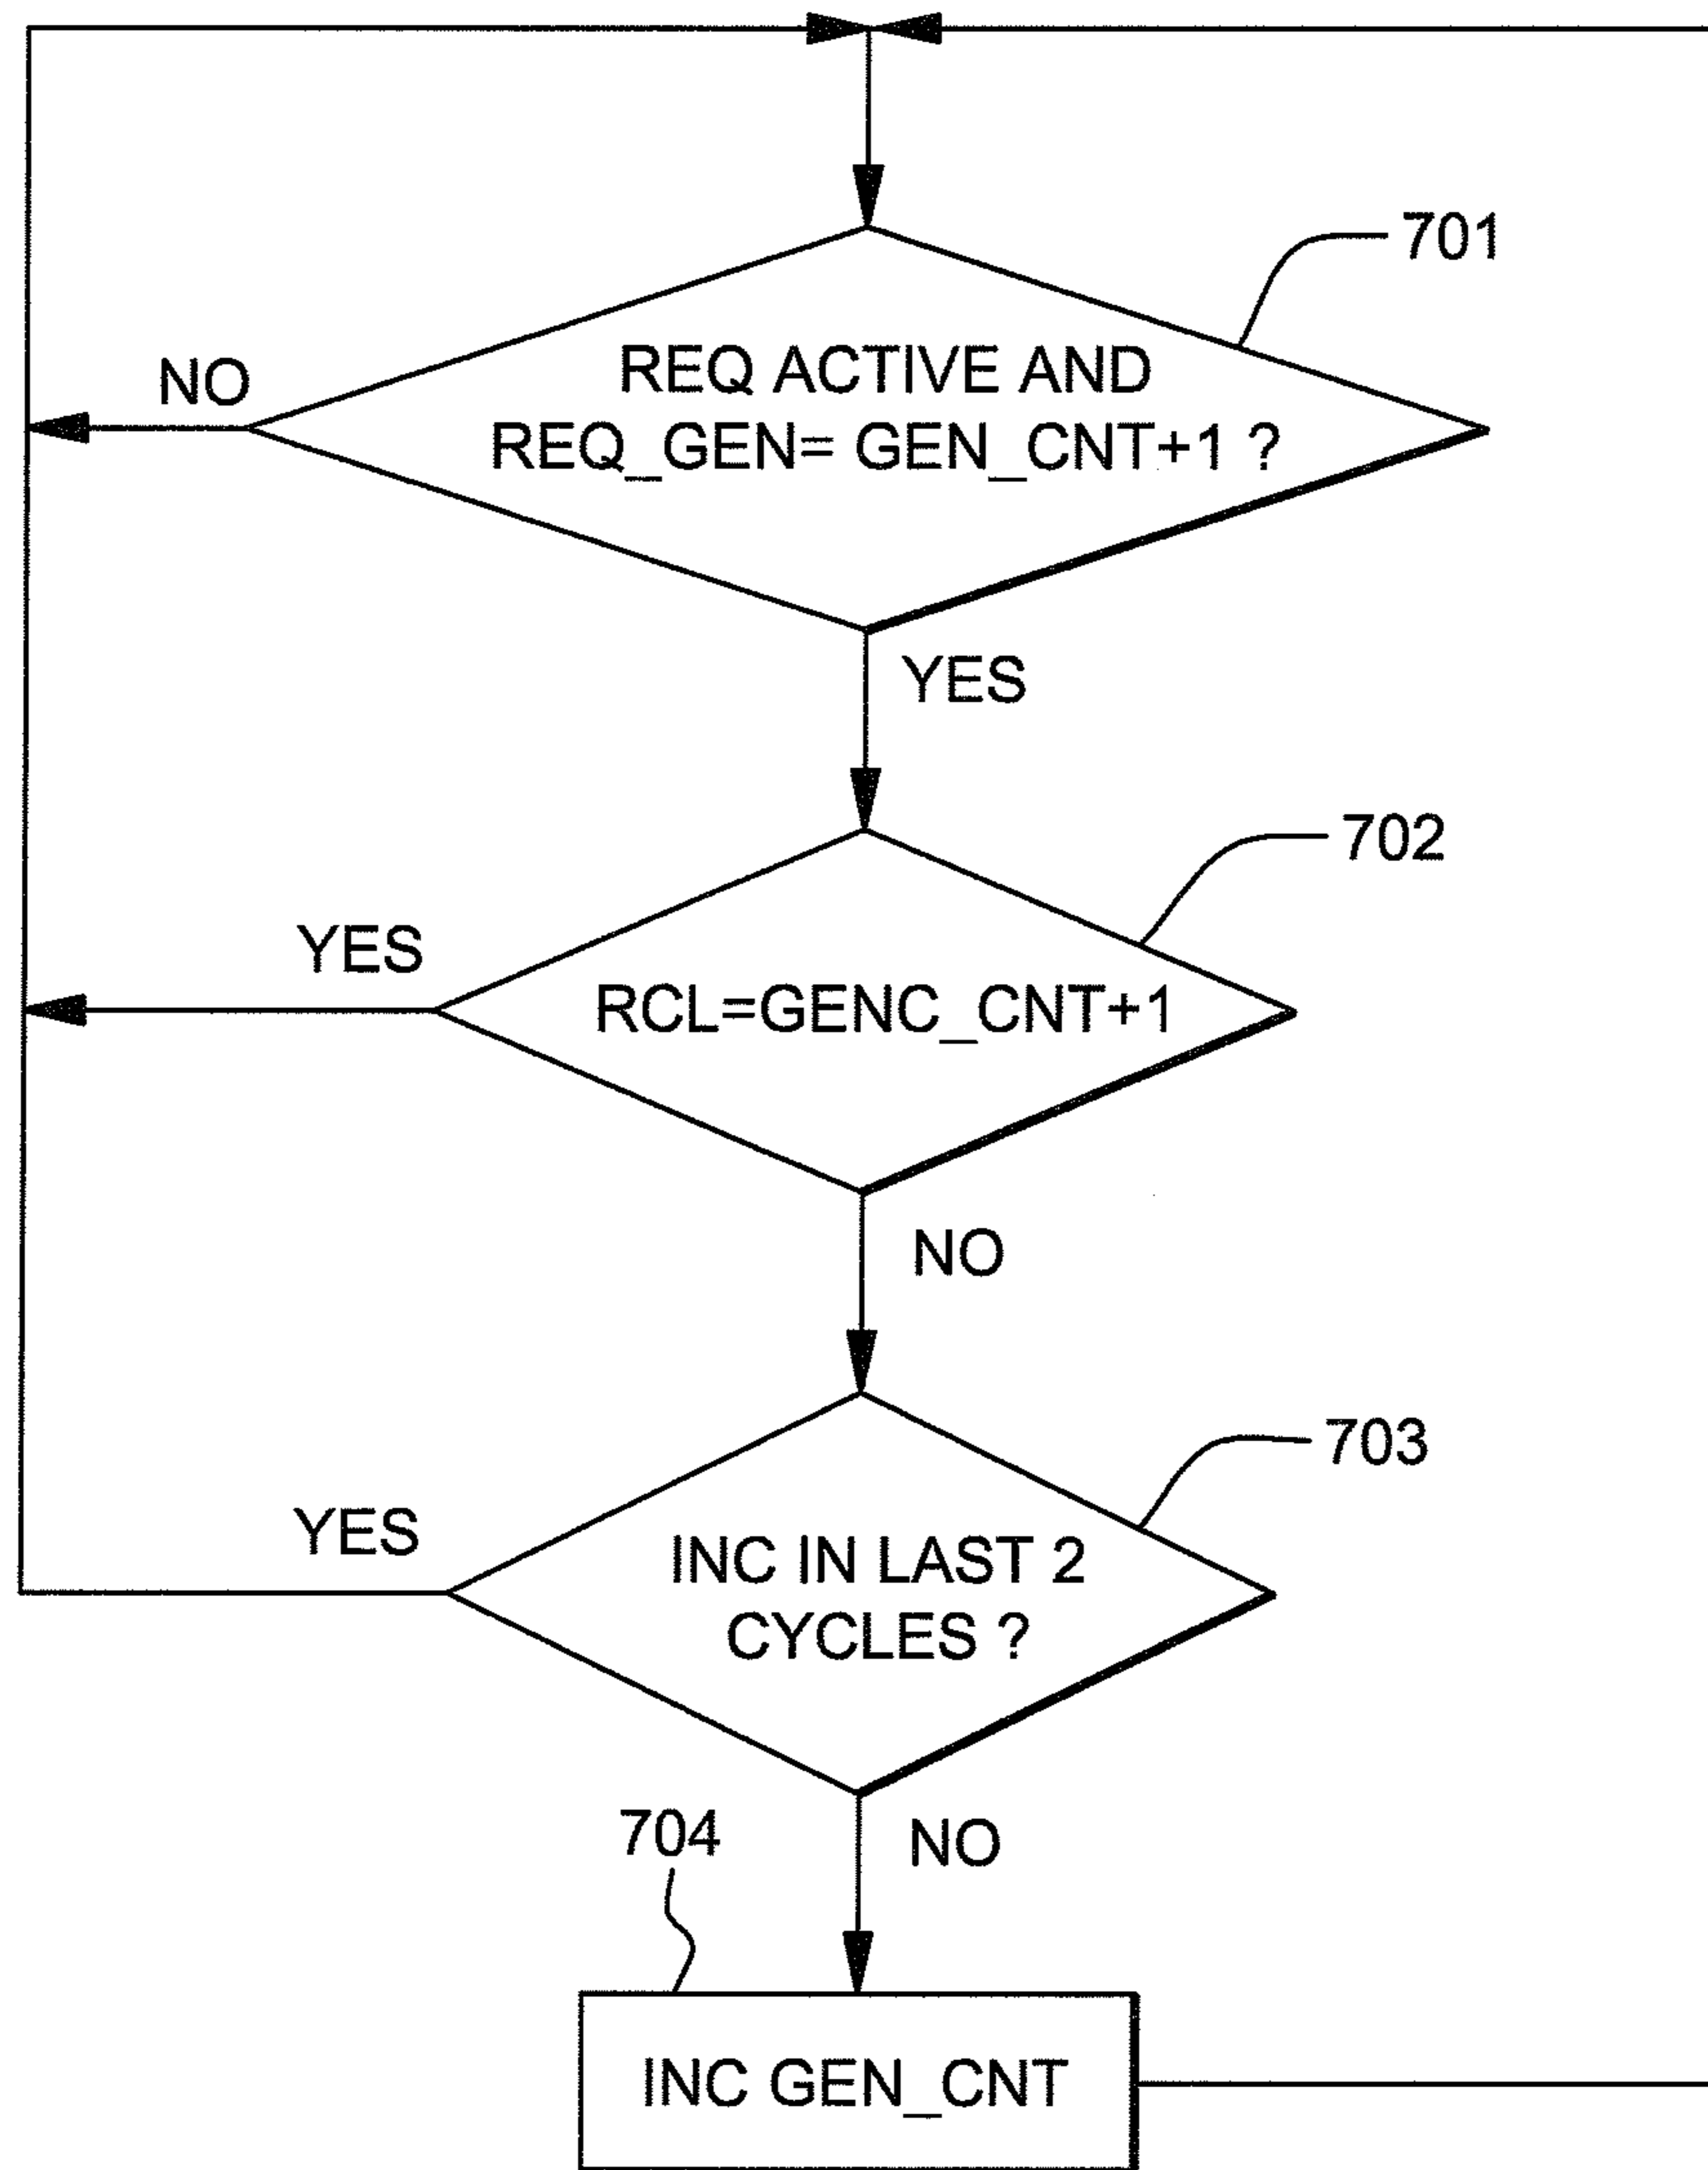 701
REQ ACTIVE AND
REQ_GEN= GEN_CNT+1 ?
NO
YES
702
YES
RCL=GENC_CNT+1
NO
703
YES
INC IN LAST 2
CYCLES ?
704
NO
INC GEN_CNT